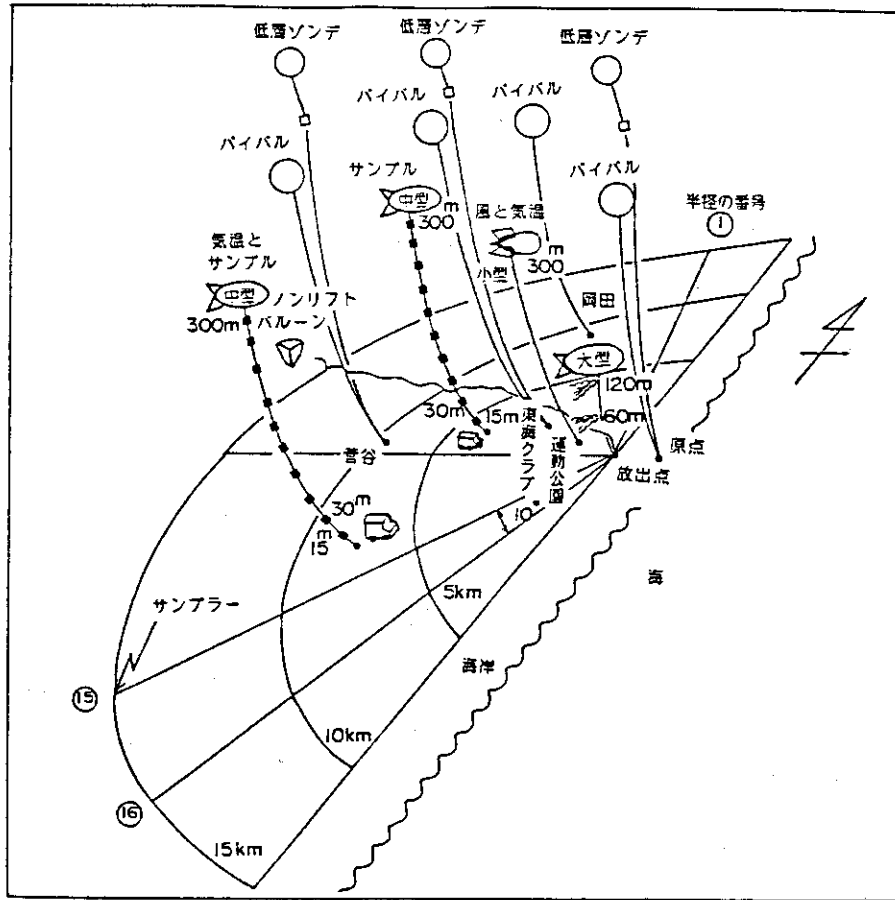 低層ゾンデ
低層ゾンデ
低層ゾンデ
パイバル
パイバル
パイバル
パイバル
サンプル
中型
300m
風と気温
小型
300m
半径の番号
①
気温と
サンプル
中型
300m
ノンリフト
バルーン
岡田
大型
120m
60m
30m
15m
東海クラブ
運動公園
原点
放出点
菅谷
30m
15m
10°
5km
海
サンプラー
海岸
⑮
10km
⑯
15km